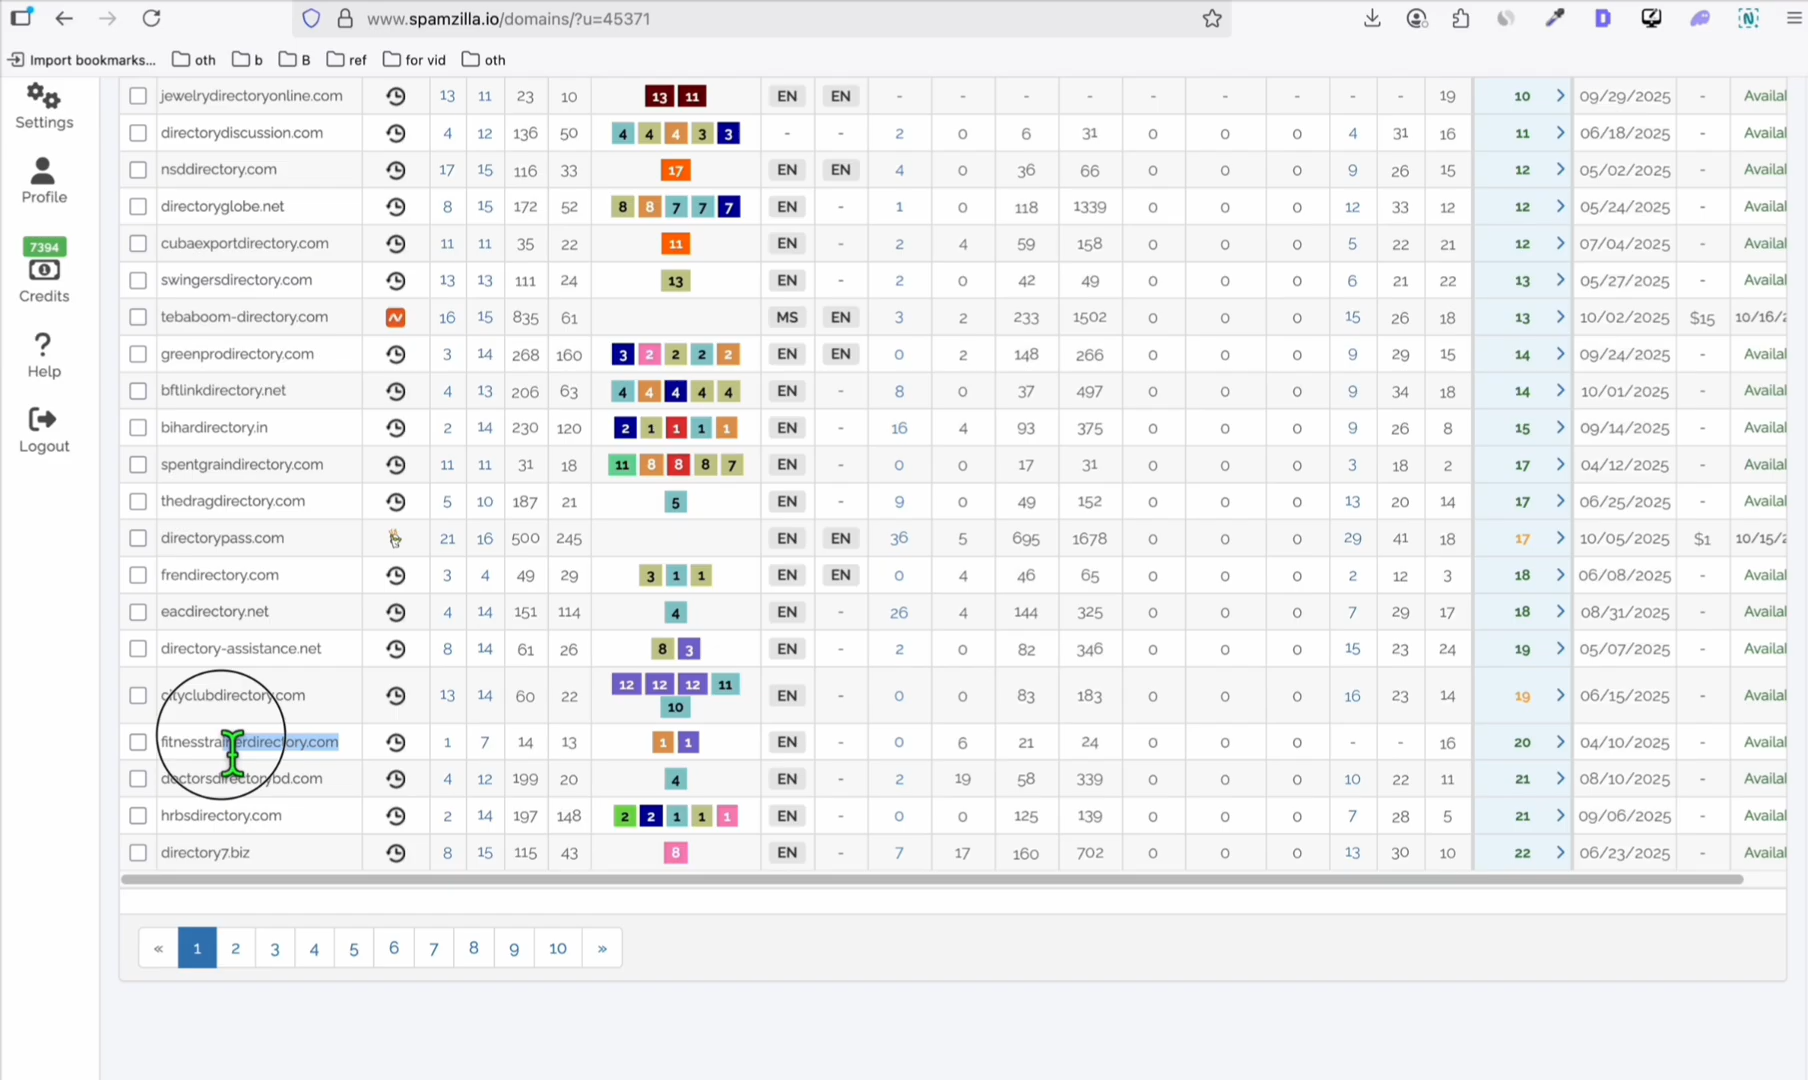 www.spamzilla.io/domains/?u=45371
Import bookmarks... oth b B ref for vid oth
Settings
Profile
7394
Credits
Help
Logout
jewelrydirectoryonline.com 13 11 23 10 13 11 EN EN - - - - - - - - - 19 10 09/29/2025 - Availal
directorydiscussion.com 4 12 136 50 4 4 4 3 3 - - 2 0 6 31 0 0 0 4 31 16 11 06/18/2025 - Availal
nsddirectory.com 17 15 116 33 17 EN EN 4 0 36 66 0 0 0 9 26 15 12 05/02/2025 - Availal
directoryglobe.net 8 15 172 52 8 8 7 7 7 EN - 1 0 118 1339 0 0 0 12 33 12 12 05/24/2025 - Availal
cubaexportdirectory.com 11 11 35 22 11 EN - 2 4 59 158 0 0 0 5 22 21 12 07/04/2025 - Availal
swingersdirectory.com 13 13 111 24 13 EN - 2 0 42 49 0 0 0 6 21 22 13 05/27/2025 - Availal
tebaboom-directory.com 16 15 835 61 MS EN 3 2 233 1502 0 0 0 15 26 18 13 10/02/2025 $15 10/16/2
greenprodirectory.com 3 14 268 160 3 2 2 2 2 EN EN 0 2 148 266 0 0 0 9 29 15 14 09/24/2025 - Availal
bftlinkdirectory.net 4 13 206 63 4 4 4 4 4 EN - 8 0 37 497 0 0 0 9 34 18 14 10/01/2025 - Availal
bihardirectory.in 2 14 230 120 2 1 1 1 1 EN - 16 4 93 375 0 0 0 9 26 8 15 09/14/2025 - Availal
spentgraindirectory.com 11 11 31 18 11 8 8 8 7 EN - 0 0 17 31 0 0 0 3 18 2 17 04/12/2025 - Availal
thedragdirectory.com 5 10 187 21 5 EN - 9 0 49 152 0 0 0 13 20 14 17 06/25/2025 - Availal
directorypass.com 21 16 500 245 EN EN 36 5 695 1678 0 0 0 29 41 18 17 10/05/2025 $1 10/15/2
frendirectory.com 3 4 49 29 3 1 1 EN EN 0 4 46 65 0 0 0 2 12 3 18 06/08/2025 - Availal
eacdirectory.net 4 14 151 114 4 EN - 26 4 144 325 0 0 0 7 29 17 18 08/31/2025 - Availal
directory-assistance.net 8 14 61 26 8 3 EN - 2 0 82 346 0 0 0 15 23 24 19 05/07/2025 - Availal
cityclubdirectory.com 13 14 60 22 12 12 12 11 10 EN - 0 0 83 183 0 0 0 16 23 14 19 06/15/2025 - Availal
fitnesstrainerdirectory.com 1 7 14 13 1 1 EN - 0 6 21 24 0 0 0 - - 16 20 04/10/2025 - Availal
doctorsdirectorybd.com 4 12 199 20 4 EN - 2 19 58 339 0 0 0 10 22 11 21 08/10/2025 - Availal
hrbsdirectory.com 2 14 197 148 2 2 1 1 1 EN - 0 0 125 139 0 0 0 7 28 5 21 09/06/2025 - Availal
directory7.biz 8 15 115 43 8 EN - 7 17 160 702 0 0 0 13 30 10 22 06/23/2025 - Availal
« 1 2 3 4 5 6 7 8 9 10 »